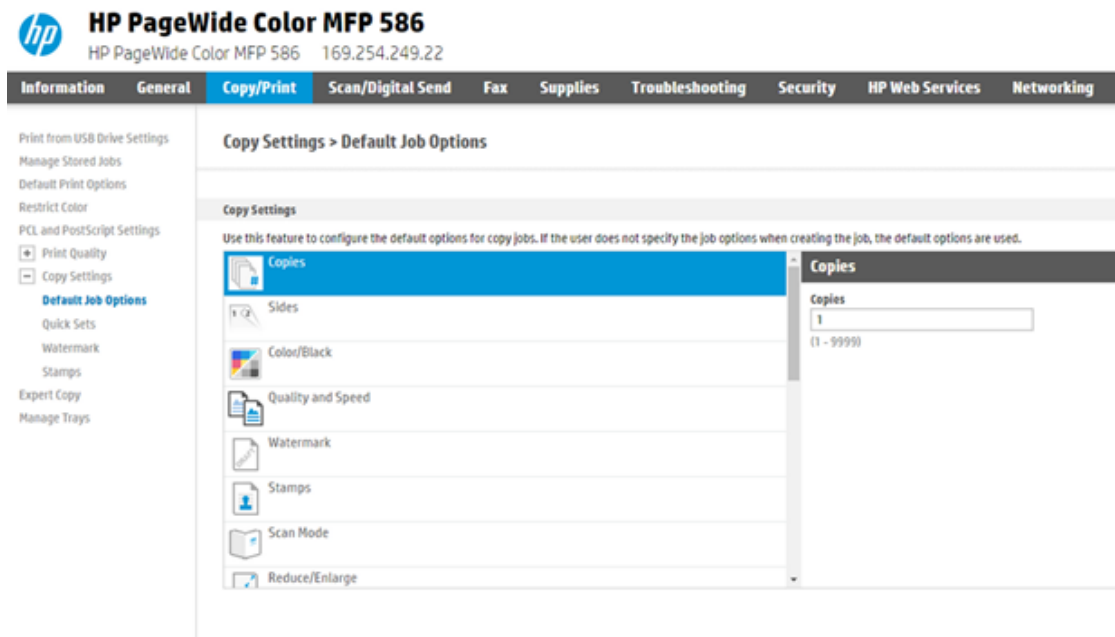 hp
HP PageWide Color MFP 586
HP PageWide Color MFP 586 169.254.249.22
Information General Copy/Print Scan/Digital Send Fax Supplies Troubleshooting Security HP Web Services Networking
Print from USB Drive Settings
Manage Stored Jobs
Default Print Options
Restrict Color
PCL and PostScript Settings
Print Quality
Copy Settings
Default Job Options
Quick Sets
Watermark
Stamps
Expert Copy
Manage Trays
Copy Settings > Default Job Options
Copy Settings
Use this feature to configure the default options for copy jobs. If the user does not specify the job options when creating the job, the default options are used.
Copies
Sides
Color/Black
Quality and Speed
Watermark
Stamps
Scan Mode
Reduce/Enlarge
Copies
Copies
1
(1 - 9999)